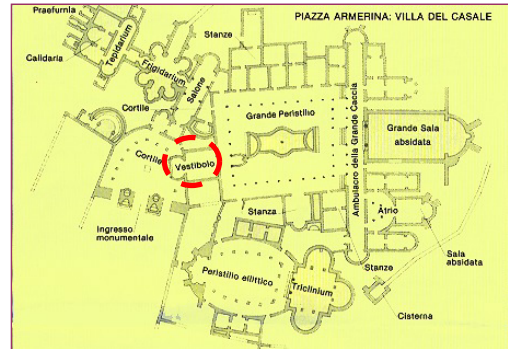 PIAZZA ARMERINA: VILLA DEL CASALE
Praefurnia
Tepidarium
Stanze
Calidaria
Frigidarium
Salone
Cortile
Grande Peristilio
Ambulacro della Grande Caccia
Grande Sala
absidata
Cortile
Vestibolo
Ingresso
monumentale
Stanza
Atrio
Peristilio ellittico
Triclinium
Stanze
Sala
absidata
Cisterna